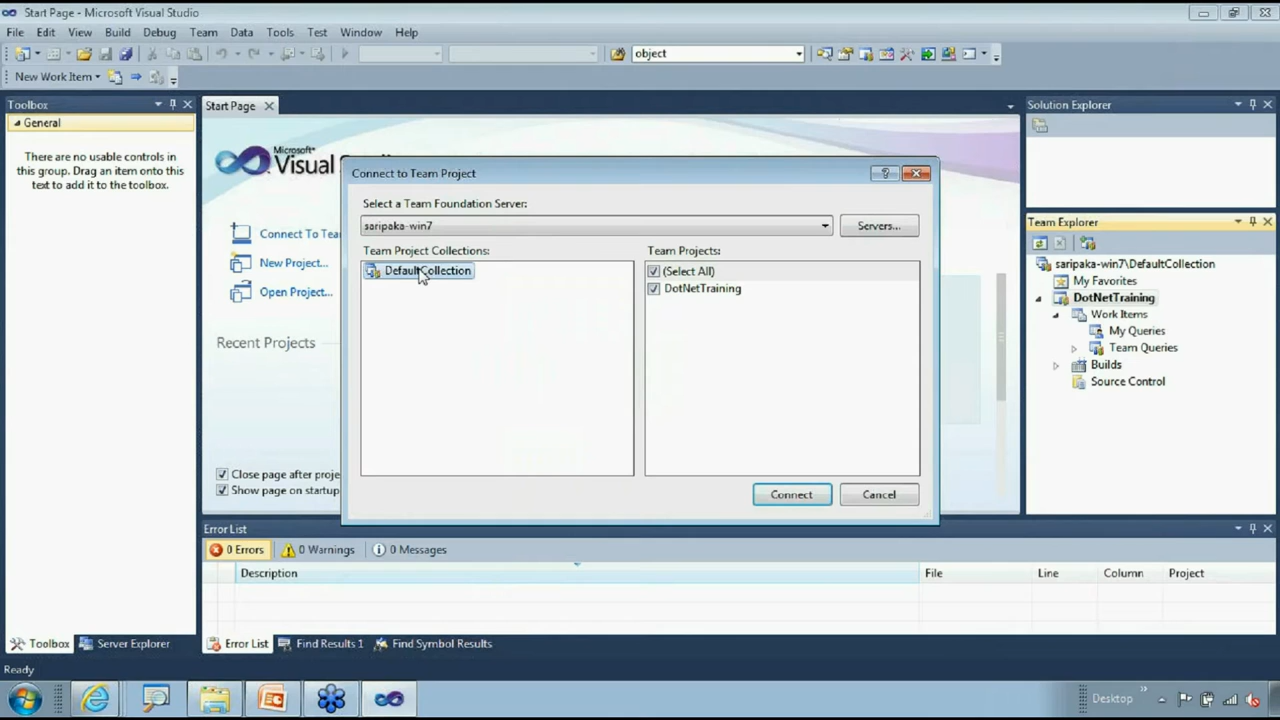 Start Page - Microsoft Visual Studio
File Edit View Build Debug Team Data Tools Test Window Help
object
New Work Item
Toolbox
General
There are no usable controls in
this group. Drag an item onto this
text to add it to the toolbox.
Start Page
Microsoft
Visual
Connect To
New Project...
Open Project...
Recent Projects
Close page after
Show page on startup
Connect to Team Project
Select a Team Foundation Server:
saripaka-win7
Servers...
Team Project Collections:
DefaultCollection
Team Projects:
(Select All)
DotNetTraining
Connect
Cancel
Solution Explorer
Team Explorer
saripaka-win7\DefaultCollection
My Favorites
DotNetTraining
Work Items
My Queries
Team Queries
Builds
Source Control
Error List
0 Errors 0 Warnings 0 Messages
Description File Line Column Project
Toolbox Server Explorer Error List Find Results 1 Find Symbol Results
Ready
Desktop